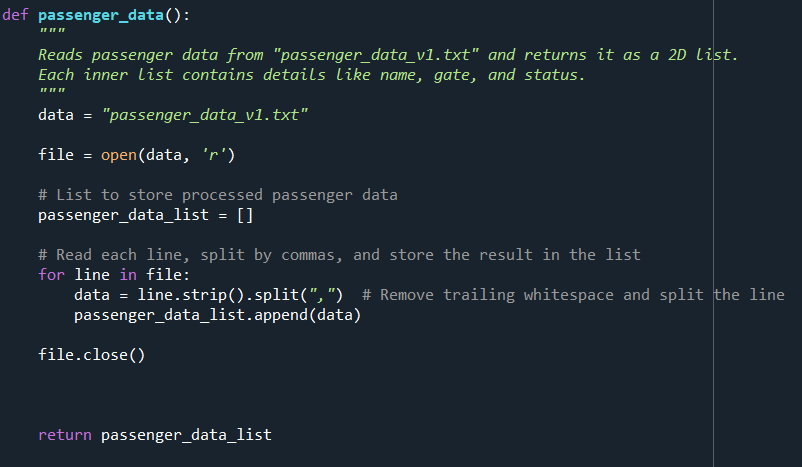 def passenger_data():
    """
    Reads passenger data from "passenger_data_v1.txt" and returns it as a 2D list.
    Each inner list contains details like name, gate, and status.
    """
    data = "passenger_data_v1.txt"

    file = open(data, 'r')

    # List to store processed passenger data
    passenger_data_list = []

    # Read each line, split by commas, and store the result in the list
    for line in file:
        data = line.strip().split(",")  # Remove trailing whitespace and split the line
        passenger_data_list.append(data)

    file.close()



    return passenger_data_list